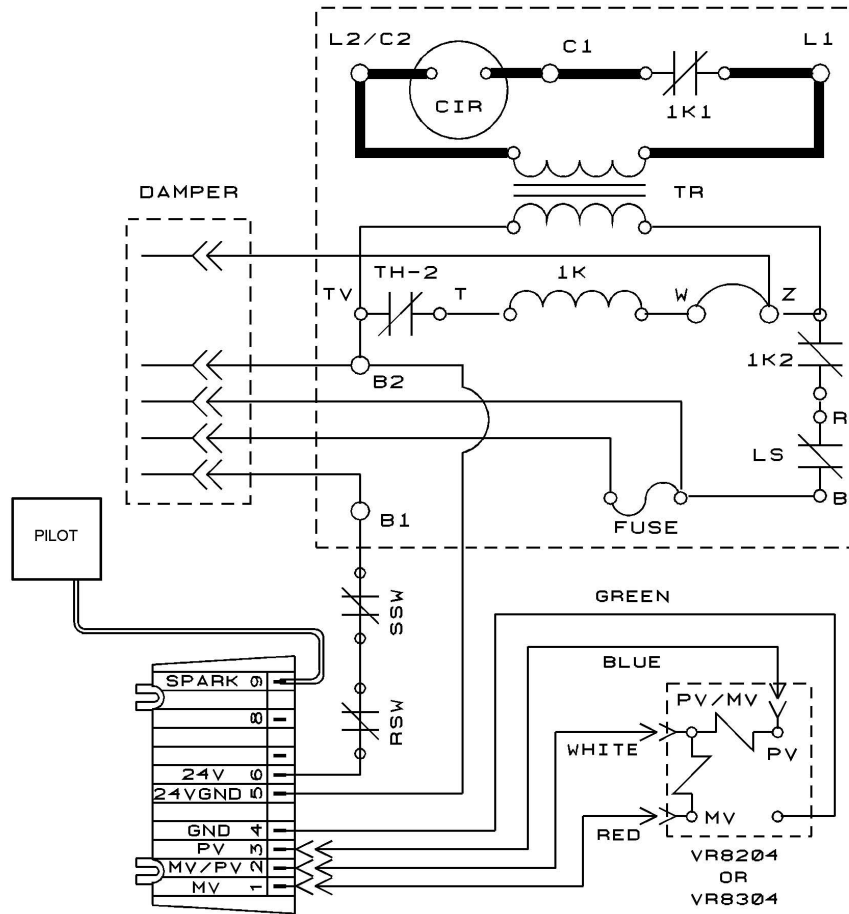 L2/C2
C1
L1
CIR
1K1
TR
DAMPER
TH-2
1K
TV
T
W
Z
1K2
B2
R
LS
B1
B
FUSE
PILOT
SSW
RSW
GREEN
BLUE
SPARK 9
8
PV/MV
WHITE
PV
24V 6
24VGND 5
GND 4
MV
PV 3
RED
MV/PV 2
MV 1
VR8204
OR
VR8304